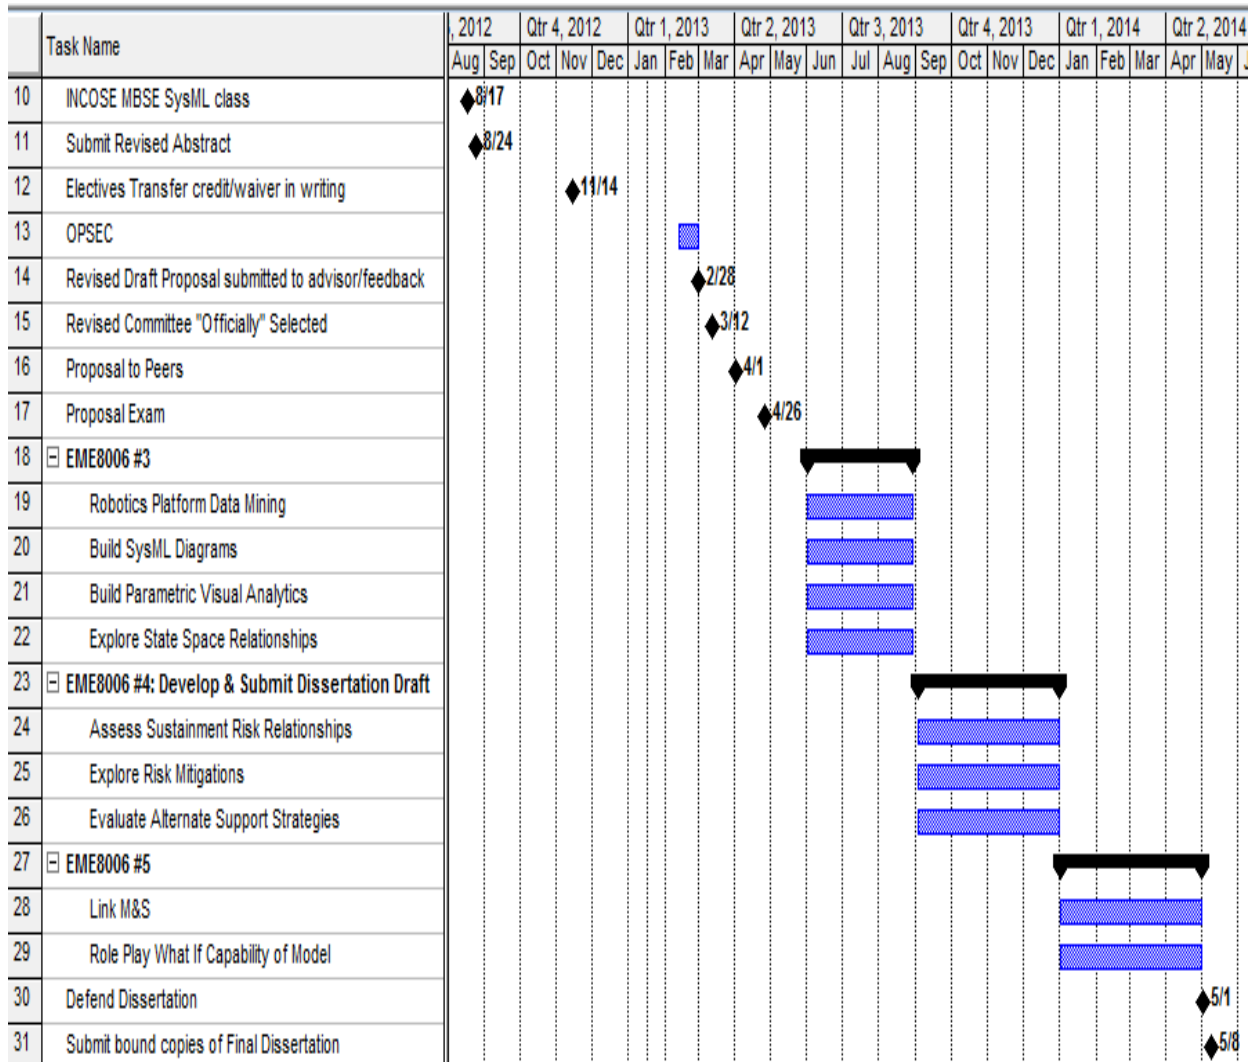 Task Name
, 2012 Qtr 4, 2012 Qtr 1, 2013 Qtr 2, 2013 Qtr 3, 2013 Qtr 4, 2013 Qtr 1, 2014 Qtr 2, 2014
Aug Sep Oct Nov Dec Jan Feb Mar Apr May Jun Jul Aug Sep Oct Nov Dec Jan Feb Mar Apr May
10 INCOSE MBSE SysML class 8/17
11 Submit Revised Abstract 8/24
12 Electives Transfer credit/waiver in writing 11/14
13 OPSEC
14 Revised Draft Proposal submitted to advisor/feedback 2/28
15 Revised Committee "Officially" Selected 3/12
16 Proposal to Peers 4/1
17 Proposal Exam 4/26
18 EME8006 #3
19 Robotics Platform Data Mining
20 Build SysML Diagrams
21 Build Parametric Visual Analytics
22 Explore State Space Relationships
23 EME8006 #4: Develop & Submit Dissertation Draft
24 Assess Sustainment Risk Relationships
25 Explore Risk Mitigations
26 Evaluate Alternate Support Strategies
27 EME8006 #5
28 Link M&S
29 Role Play What If Capability of Model
30 Defend Dissertation 5/1
31 Submit bound copies of Final Dissertation 5/8